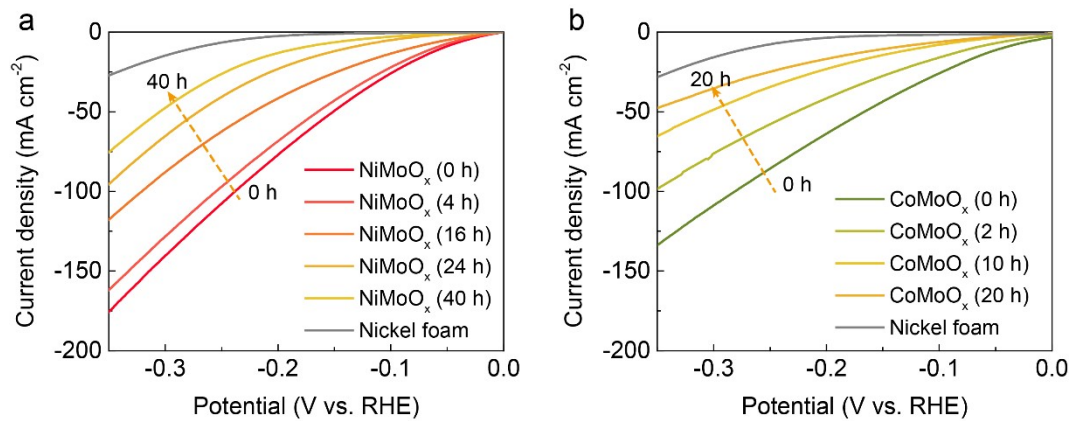 a
0
-50
-100
-150
-200
Current density (mA cm⁻²)
40 h
0 h
NiMoOₓ (0 h)
NiMoOₓ (4 h)
NiMoOₓ (16 h)
NiMoOₓ (24 h)
NiMoOₓ (40 h)
Nickel foam
-0.3 -0.2 -0.1 0.0
Potential (V vs. RHE)
b
0
-50
-100
-150
-200
Current density (mA cm⁻²)
20 h
0 h
CoMoOₓ (0 h)
CoMoOₓ (2 h)
CoMoOₓ (10 h)
CoMoOₓ (20 h)
Nickel foam
-0.3 -0.2 -0.1 0.0
Potential (V vs. RHE)